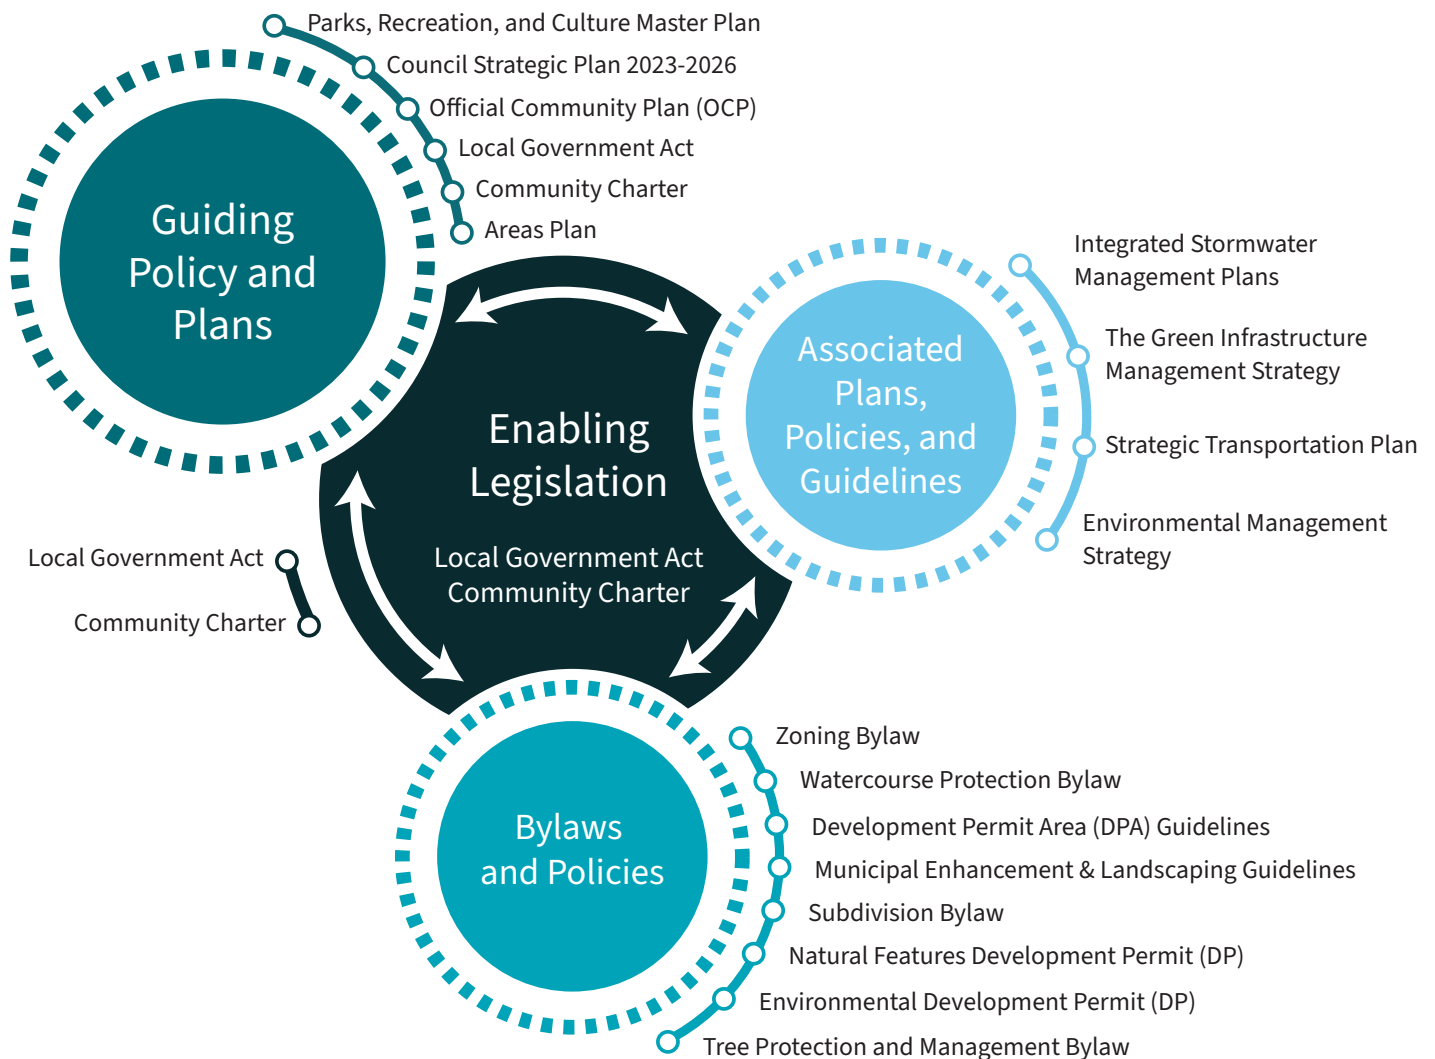 Parks, Recreation, and Culture Master Plan
Council Strategic Plan 2023-2026
Official Community Plan (OCP)
Local Government Act
Community Charter
Areas Plan
Guiding
Policy and
Plans
Integrated Stormwater
Management Plans
The Green Infrastructure
Management Strategy
Strategic Transportation Plan
Environmental Management
Strategy
Associated
Plans,
Policies, and
Guidelines
Enabling
Legislation
Local Government Act
Community Charter
Local Government Act
Community Charter
Bylaws
and Policies
Zoning Bylaw
Watercourse Protection Bylaw
Development Permit Area (DPA) Guidelines
Municipal Enhancement & Landscaping Guidelines
Subdivision Bylaw
Natural Features Development Permit (DP)
Environmental Development Permit (DP)
Tree Protection and Management Bylaw